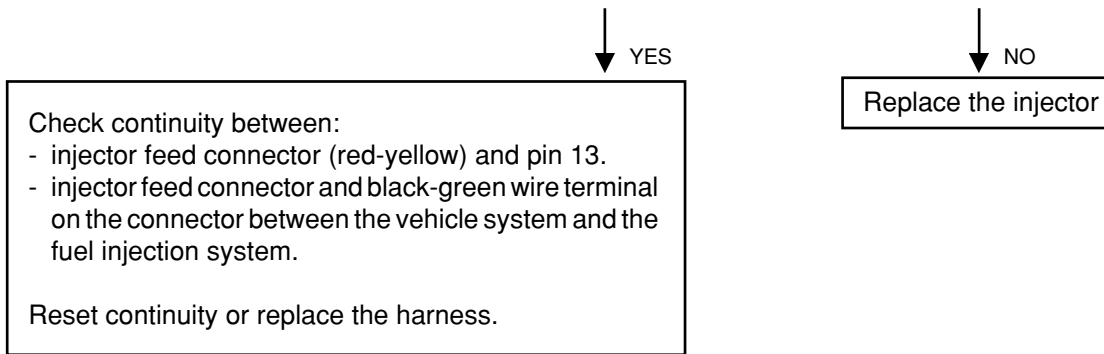 YES
NO
Replace the injector
Check continuity between:
- injector feed connector (red-yellow) and pin 13.
- injector feed connector and black-green wire terminal
on the connector between the vehicle system and the
fuel injection system.
Reset continuity or replace the harness.